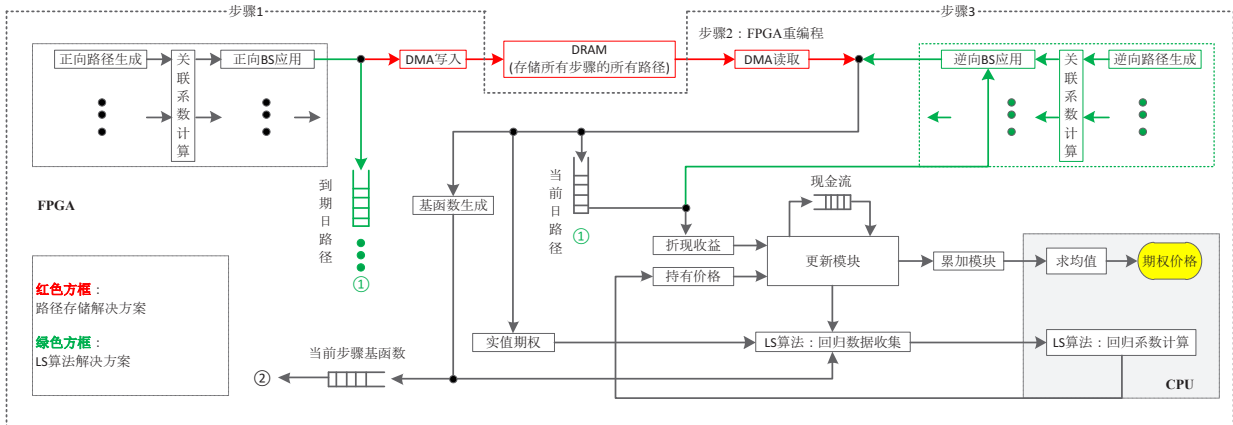 步骤1
步骤3
步骤2：FPGA重编程
正向路径生成
关联系数计算
正向BS应用
DMA写入
DRAM
(存储所有步骤的所有路径)
DMA读取
逆向BS应用
关联系数计算
逆向路径生成
FPGA
到期日路径
①
基函数生成
当前日路径
①
现金流
折现收益
持有价格
更新模块
累加模块
求均值
期权价格
红色方框：
路径存储解决方案
绿色方框：
LS算法解决方案
实值期权
LS算法：回归数据收集
LS算法：回归系数计算
当前步骤基函数
②
CPU